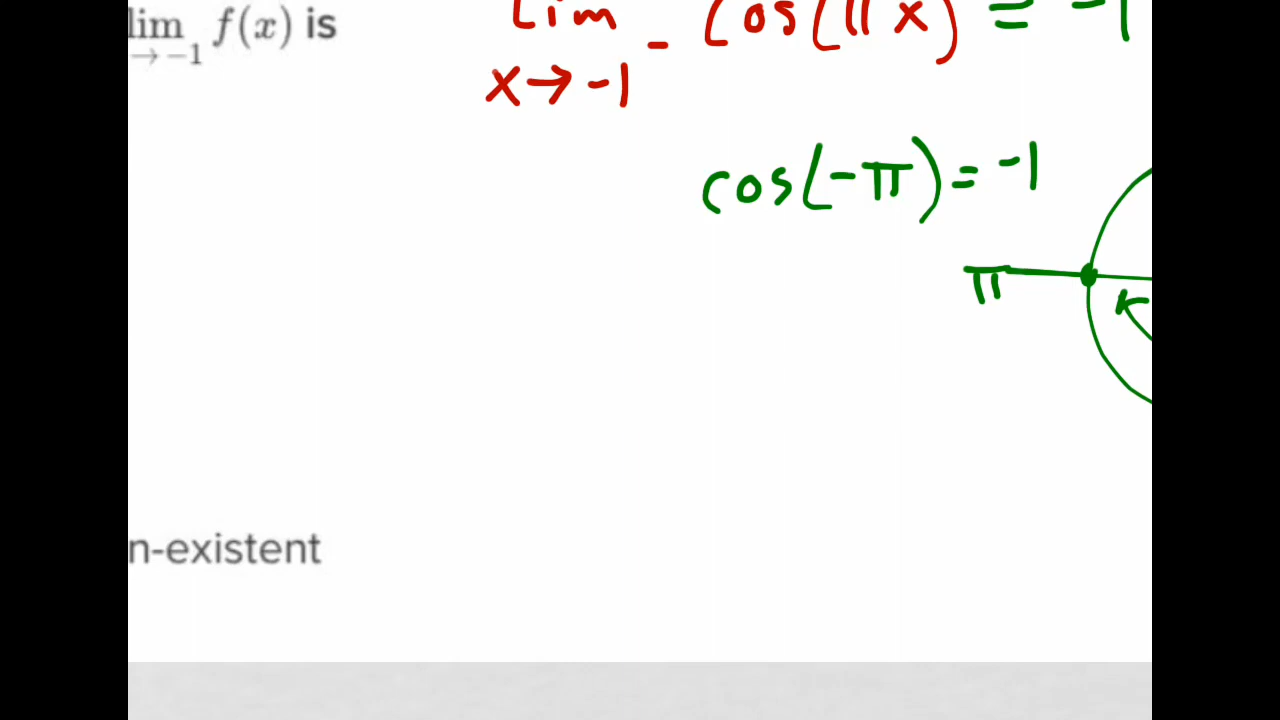 lim f(x) is
→ −1
lim cos(πx) = -1
x→-1 -
cos(-π) = -1
π
n-existent